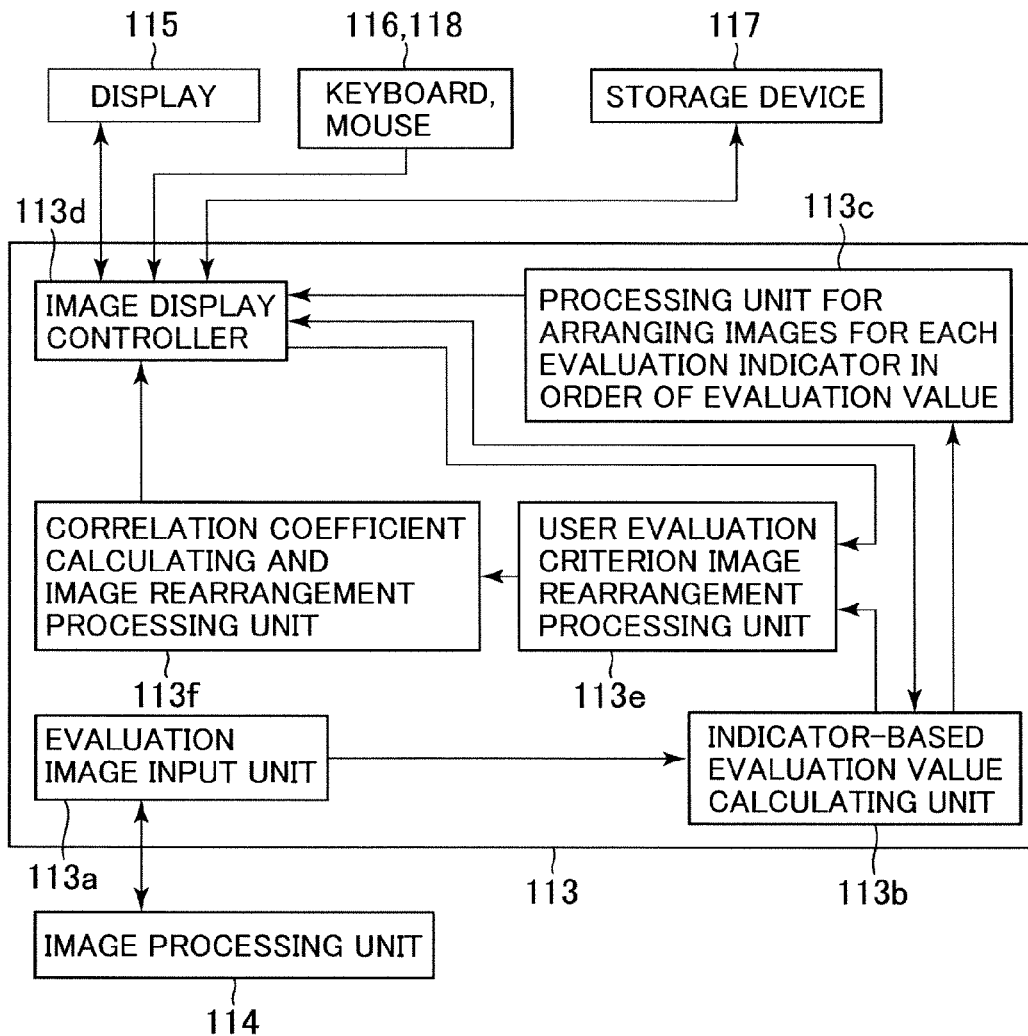 115
116,118
117
DISPLAY
KEYBOARD,
MOUSE
STORAGE DEVICE
113d
113c
IMAGE DISPLAY
CONTROLLER
PROCESSING UNIT FOR
ARRANGING IMAGES FOR EACH
EVALUATION INDICATOR IN
ORDER OF EVALUATION VALUE
CORRELATION COEFFICIENT
CALCULATING AND
IMAGE REARRANGEMENT
PROCESSING UNIT
USER EVALUATION
CRITERION IMAGE
REARRANGEMENT
PROCESSING UNIT
113f
113e
EVALUATION
IMAGE INPUT UNIT
INDICATOR-BASED
EVALUATION VALUE
CALCULATING UNIT
113a
113
113b
IMAGE PROCESSING UNIT
114